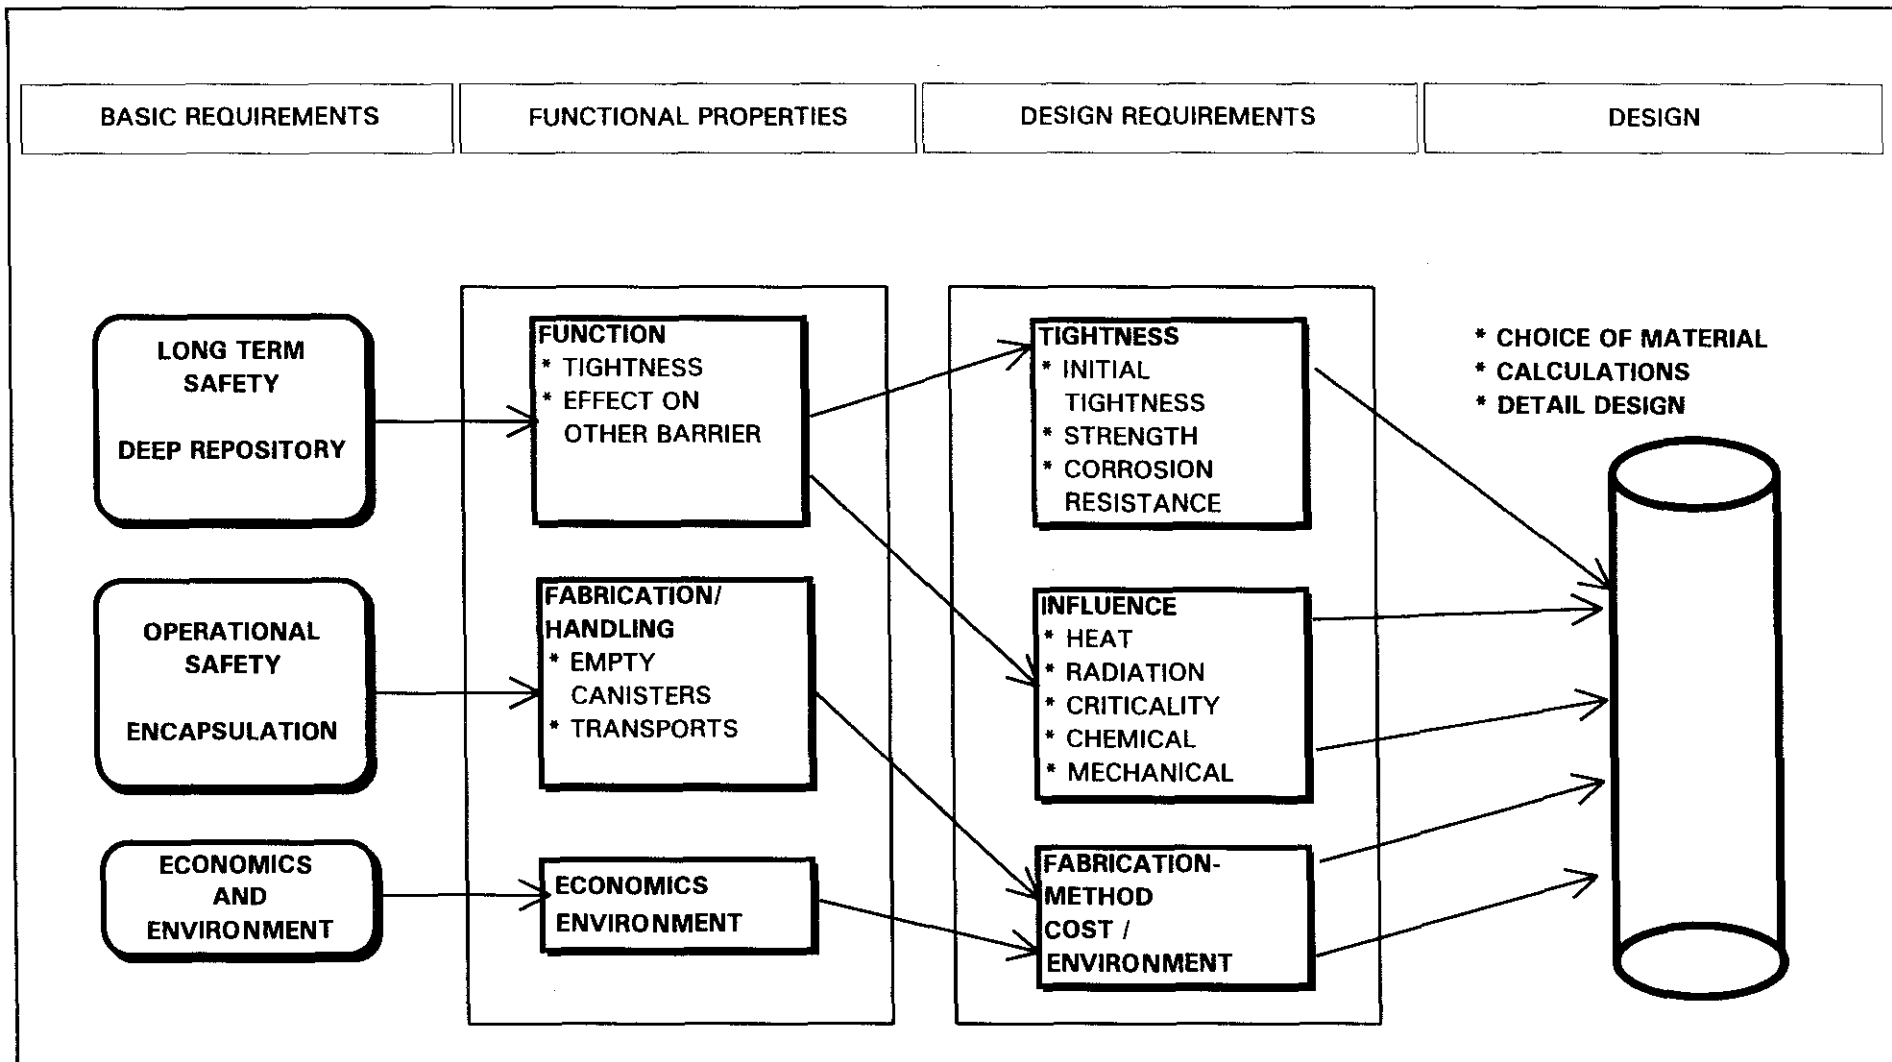 BASIC REQUIREMENTS
FUNCTIONAL PROPERTIES
DESIGN REQUIREMENTS
DESIGN
LONG TERM
SAFETY
DEEP REPOSITORY
OPERATIONAL
SAFETY
ENCAPSULATION
ECONOMICS
AND
ENVIRONMENT
FUNCTION
* TIGHTNESS
* EFFECT ON
OTHER BARRIER
FABRICATION/
HANDLING
* EMPTY
CANISTERS
* TRANSPORTS
ECONOMICS
ENVIRONMENT
TIGHTNESS
* INITIAL
TIGHTNESS
* STRENGTH
* CORROSION
RESISTANCE
INFLUENCE
* HEAT
* RADIATION
* CRITICALITY
* CHEMICAL
* MECHANICAL
FABRICATION-
METHOD
COST /
ENVIRONMENT
* CHOICE OF MATERIAL
* CALCULATIONS
* DETAIL DESIGN